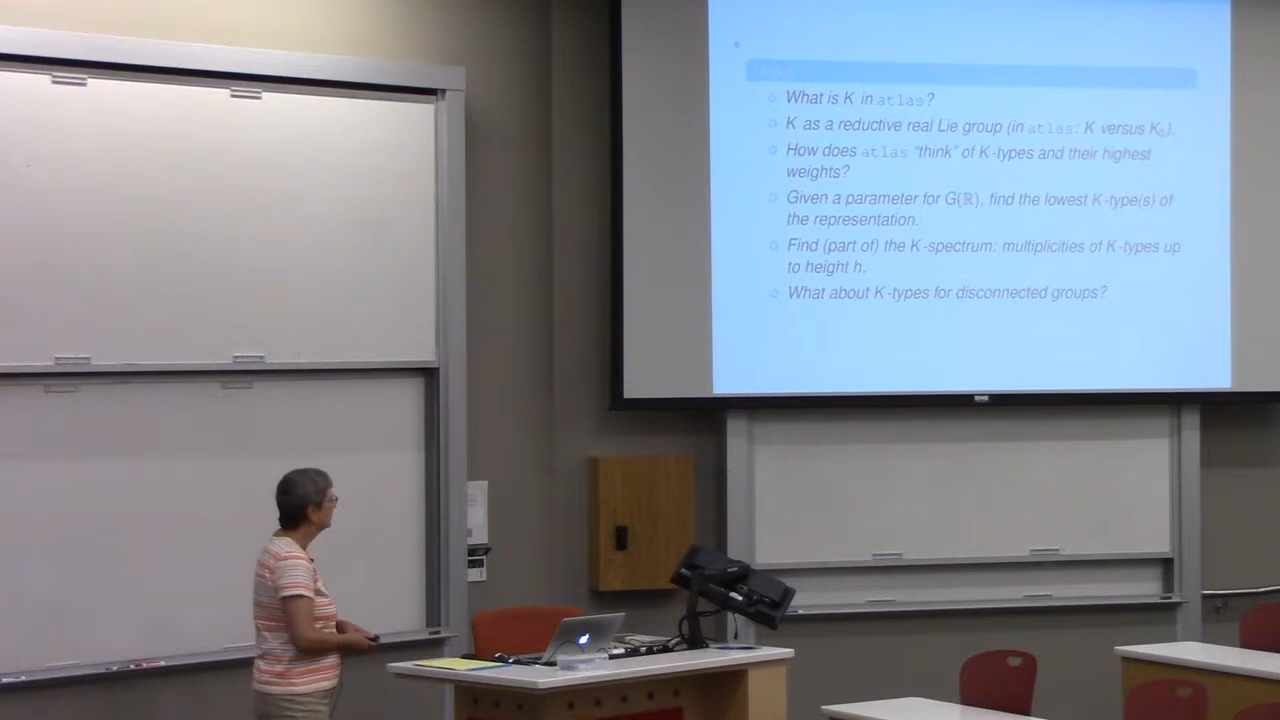 What is K in atlas?
K as a reductive real Lie group (in atlas: K versus K₀).
How does atlas "think" of K-types and their highest
weights?
Given a parameter for G(ℝ), find the lowest K-type(s) of
the representation.
Find (part of) the K-spectrum: multiplicities of K-types up
to height h.
What about K-types for disconnected groups?